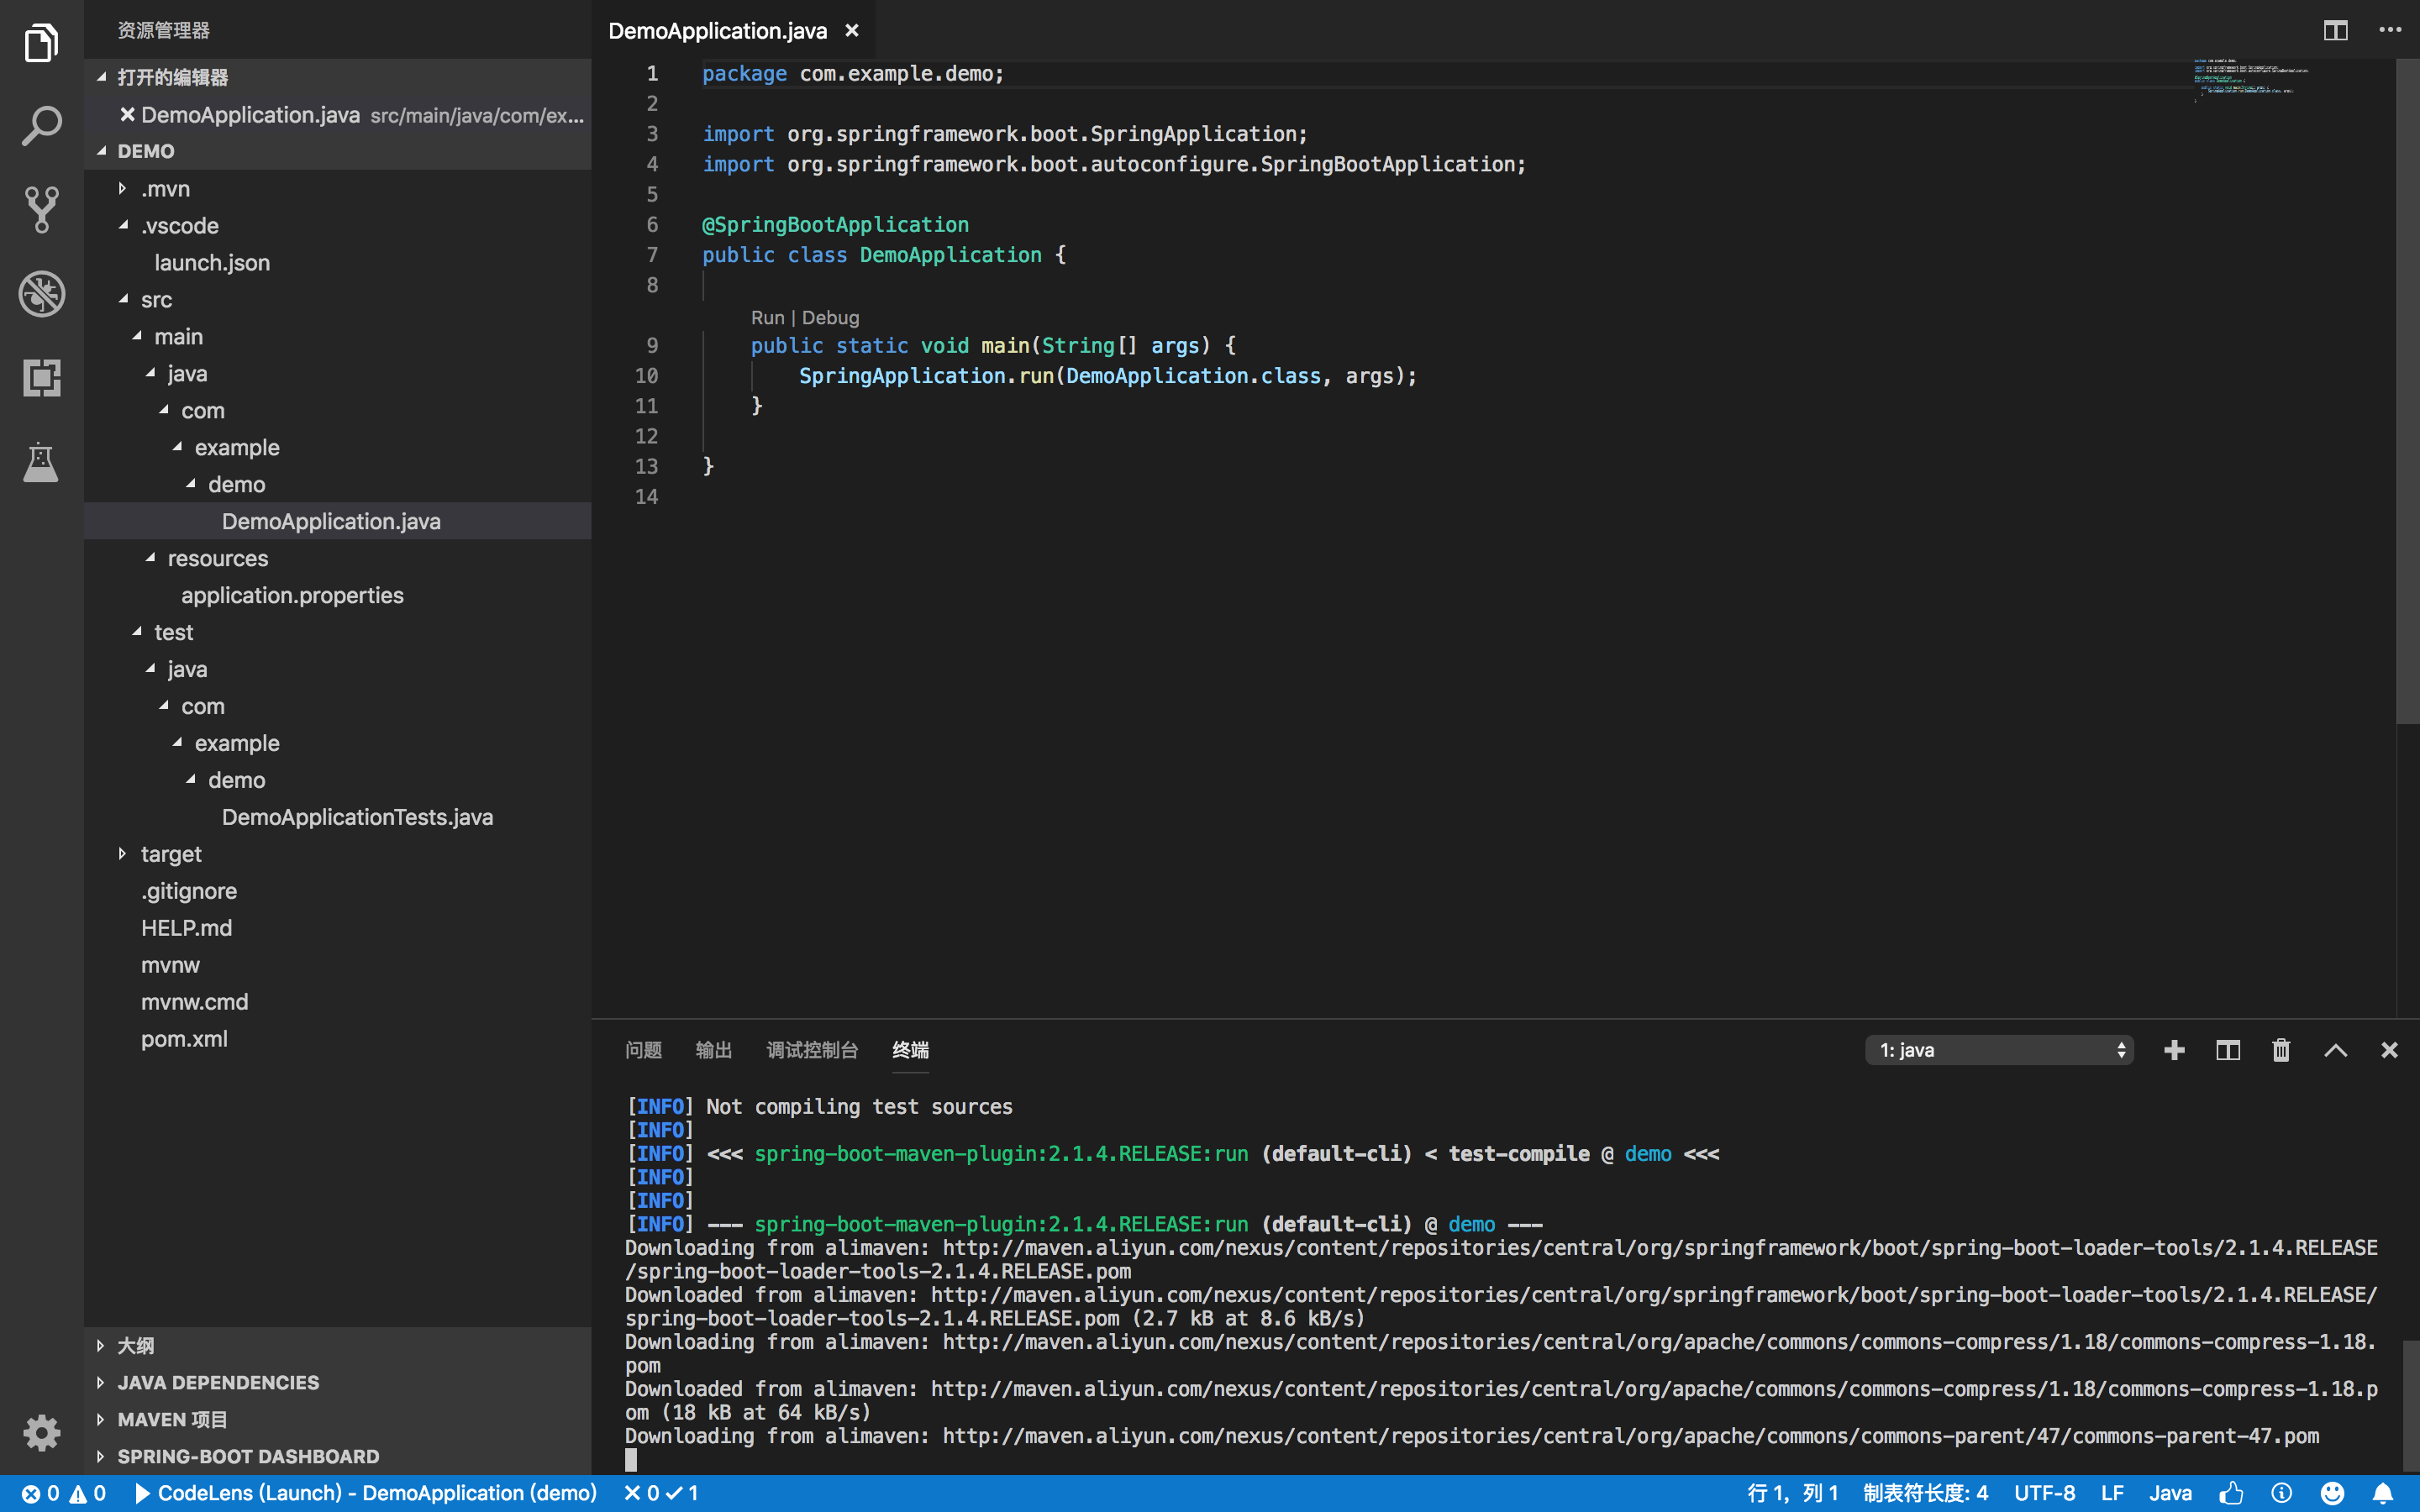 资源管理器
打开的编辑器
DemoApplication.java src/main/java/com/ex...
DEMO
.mvn
.vscode
launch.json
src
main
java
com
example
demo
DemoApplication.java
resources
application.properties
test
java
com
example
demo
DemoApplicationTests.java
target
.gitignore
HELP.md
mvnw
mvnw.cmd
pom.xml
大纲
JAVA DEPENDENCIES
MAVEN 项目
SPRING-BOOT DASHBOARD
DemoApplication.java
1 package com.example.demo;
2
3 import org.springframework.boot.SpringApplication;
4 import org.springframework.boot.autoconfigure.SpringBootApplication;
5
6 @SpringBootApplication
7 public class DemoApplication {
8
Run | Debug
9 public static void main(String[] args) {
10 SpringApplication.run(DemoApplication.class, args);
11 }
12
13 }
14
问题 输出 调试控制台 终端 1: java
[INFO] Not compiling test sources
[INFO]
[INFO] <<< spring-boot-maven-plugin:2.1.4.RELEASE:run (default-cli) < test-compile @ demo <<<
[INFO]
[INFO]
[INFO] --- spring-boot-maven-plugin:2.1.4.RELEASE:run (default-cli) @ demo ---
Downloading from alimaven: http://maven.aliyun.com/nexus/content/repositories/central/org/springframework/boot/spring-boot-loader-tools/2.1.4.RELEASE
/spring-boot-loader-tools-2.1.4.RELEASE.pom
Downloaded from alimaven: http://maven.aliyun.com/nexus/content/repositories/central/org/springframework/boot/spring-boot-loader-tools/2.1.4.RELEASE/
spring-boot-loader-tools-2.1.4.RELEASE.pom (2.7 kB at 8.6 kB/s)
Downloading from alimaven: http://maven.aliyun.com/nexus/content/repositories/central/org/apache/commons/commons-compress/1.18/commons-compress-1.18.
pom
Downloaded from alimaven: http://maven.aliyun.com/nexus/content/repositories/central/org/apache/commons/commons-compress/1.18/commons-compress-1.18.p
om (18 kB at 64 kB/s)
Downloading from alimaven: http://maven.aliyun.com/nexus/content/repositories/central/org/apache/commons/commons-parent/47/commons-parent-47.pom
0 0 CodeLens (Launch) - DemoApplication (demo) 0 1 行 1, 列 1 制表符长度: 4 UTF-8 LF Java